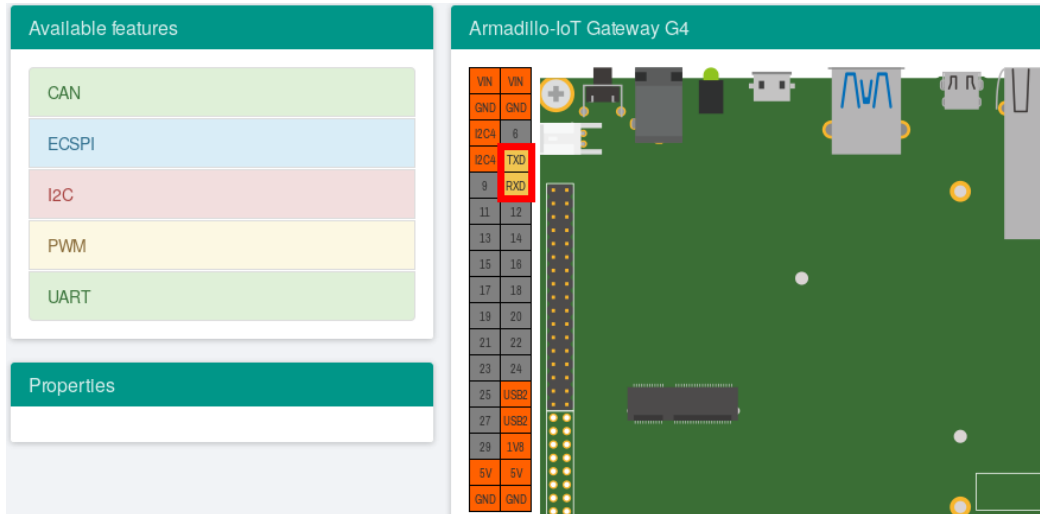 Available features
CAN
ECSPI
I2C
PWM
UART
Properties
Armadillo-IoT Gateway G4
VIN VIN
GND GND
I2C4 6
I2C4 TXD
9 RXD
11 12
13 14
15 16
17 18
19 20
21 22
23 24
25 USB2
27 USB2
29 1V8
5V 5V
GND GND